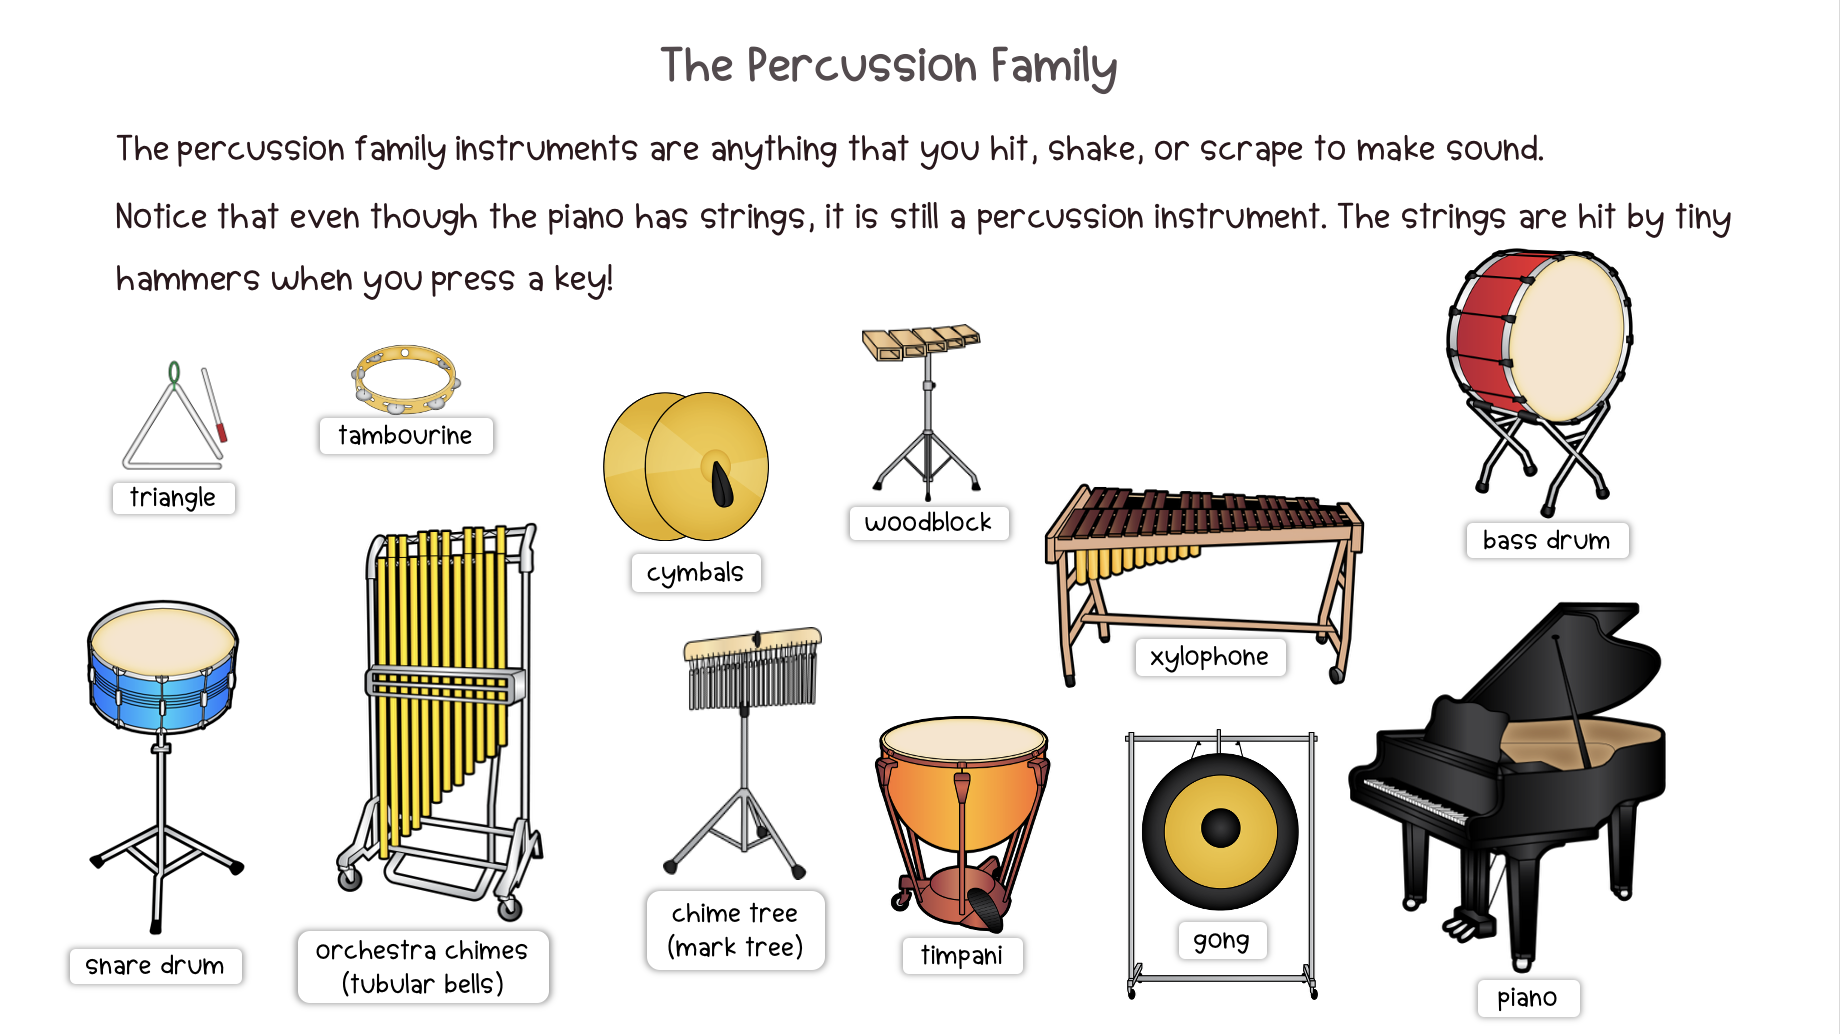 The Percussion Family
The percussion family instruments are anything that you hit, shake, or scrape to make sound.
Notice that even though the piano has strings, it is still a percussion instrument. The strings are hit by tiny
hammers when you press a key!
triangle
tambourine
cymbals
woodblock
bass drum
xylophone
snare drum
orchestra chimes
(tubular bells)
chime tree
(mark tree)
timpani
gong
piano